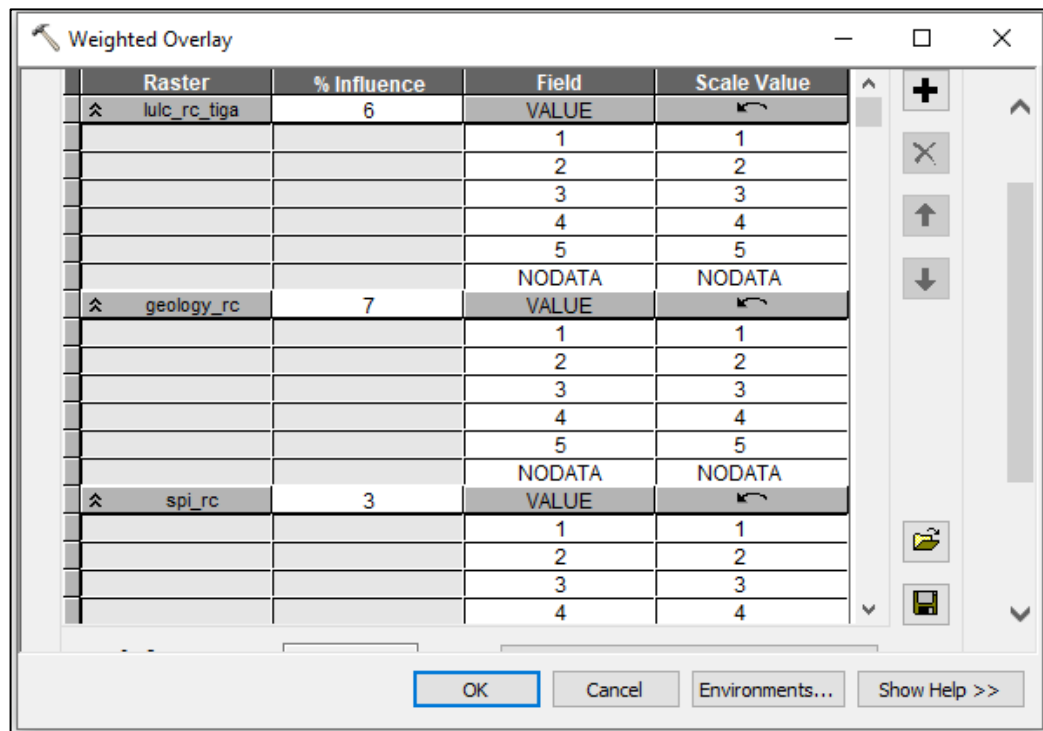 Weighted Overlay
Raster % Influence Field Scale Value
lulc_rc_tiga 6 VALUE
1 1
2 2
3 3
4 4
5 5
NODATA NODATA
geology_rc 7 VALUE
1 1
2 2
3 3
4 4
5 5
NODATA NODATA
spi_rc 3 VALUE
1 1
2 2
3 3
4 4
OK Cancel Environments... Show Help >>